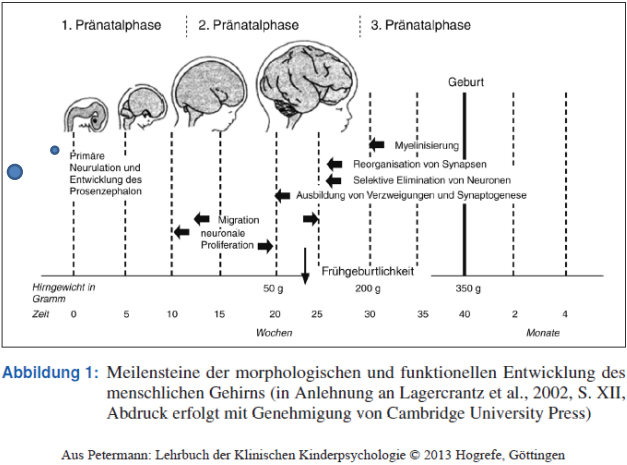 1. Pränatalphase
2. Pränatalphase
3. Pränatalphase
Geburt
Primäre
Neurulation und
Entwicklung des
Prosenzephalon
Myelinisierung
Reorganisation von Synapsen
Selektive Elimination von Neuronen
Ausbildung von Verzweigungen und Synaptogenese
Migration
neuronale
Proliferation
Frühgeburtlichkeit
Hirngewicht in
Gramm
50 g
200 g
350 g
Zeit
0
5
10
15
20
25
30
35
40
2
4
Wochen
Monate
Abbildung 1: Meilensteine der morphologischen und funktionellen Entwicklung des
menschlichen Gehirns (in Anlehnung an Lagercrantz et al., 2002, S. XII,
Abdruck erfolgt mit Genehmigung von Cambridge University Press)
Aus Petermann: Lehrbuch der Klinischen Kinderpsychologie © 2013 Hogrefe, Göttingen